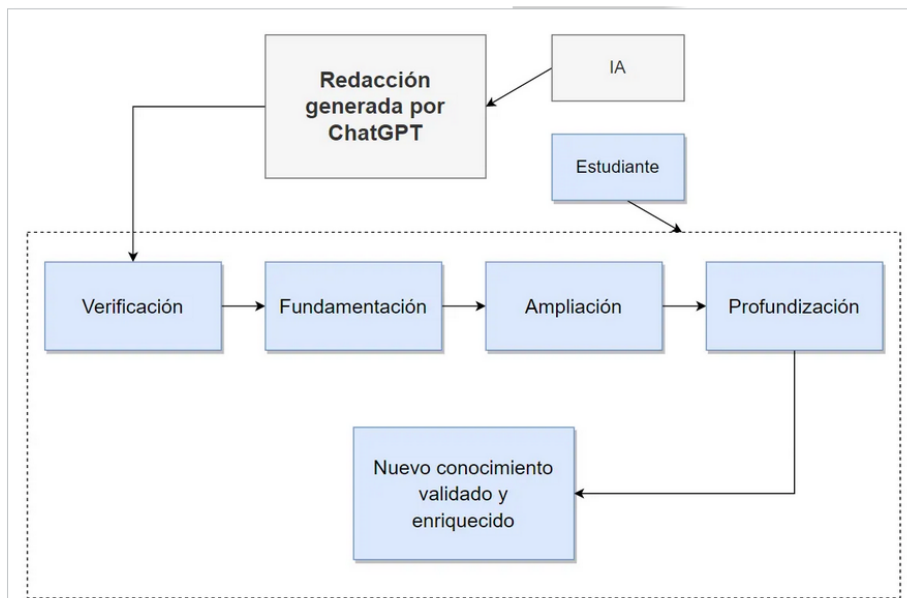 Redacción
generada por
ChatGPT
IA
Estudiante
Verificación
Fundamentación
Ampliación
Profundización
Nuevo conocimiento
validado y
enriquecido